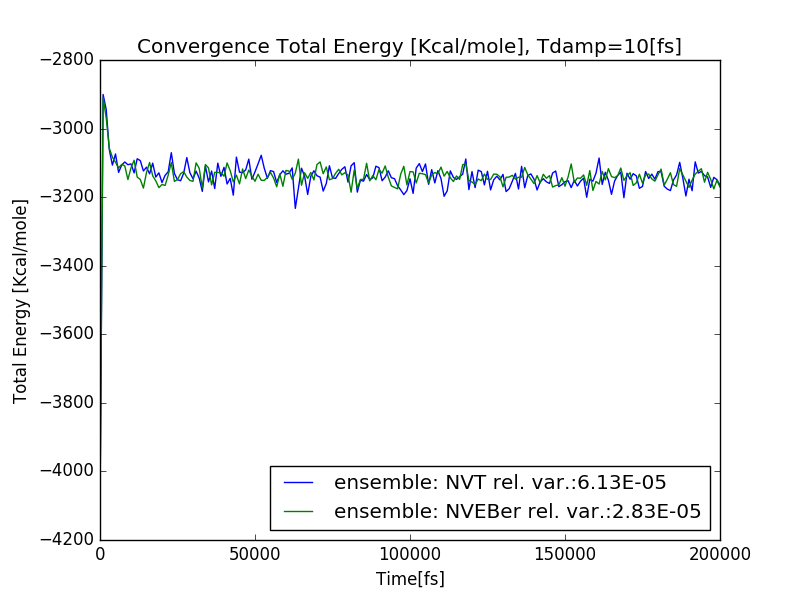 Convergence Total Energy [Kcal/mole], Tdamp=10[fs]
−2800
−3000
−3200
−3400
−3600
−3800
−4000
−4200
Total Energy [Kcal/mole]
ensemble: NVT rel. var.:6.13E-05
ensemble: NVEBer rel. var.:2.83E-05
0 50000 100000 150000 200000
Time[fs]